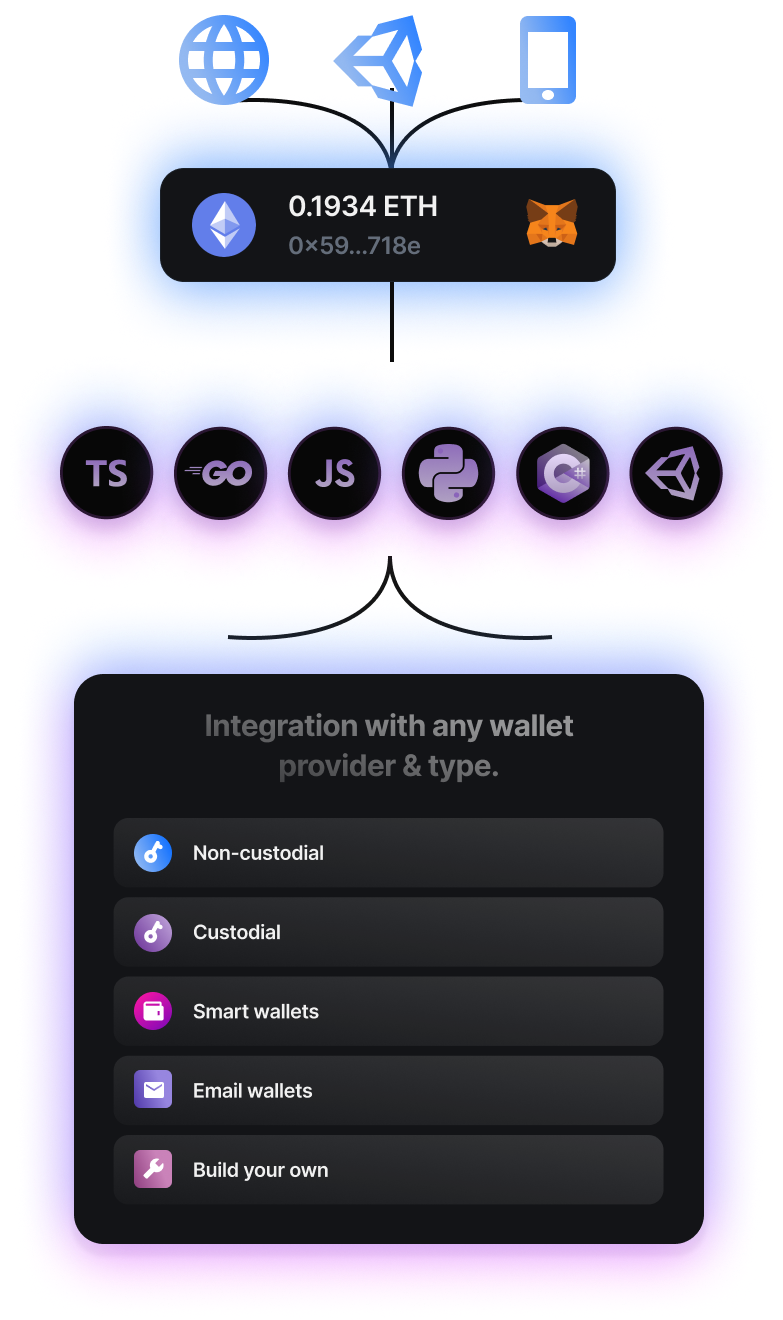 0.1934 ETH
0×59...718e
TS GO JS C#
Integration with any wallet
provider & type.
Non-custodial
Custodial
Smart wallets
Email wallets
Build your own